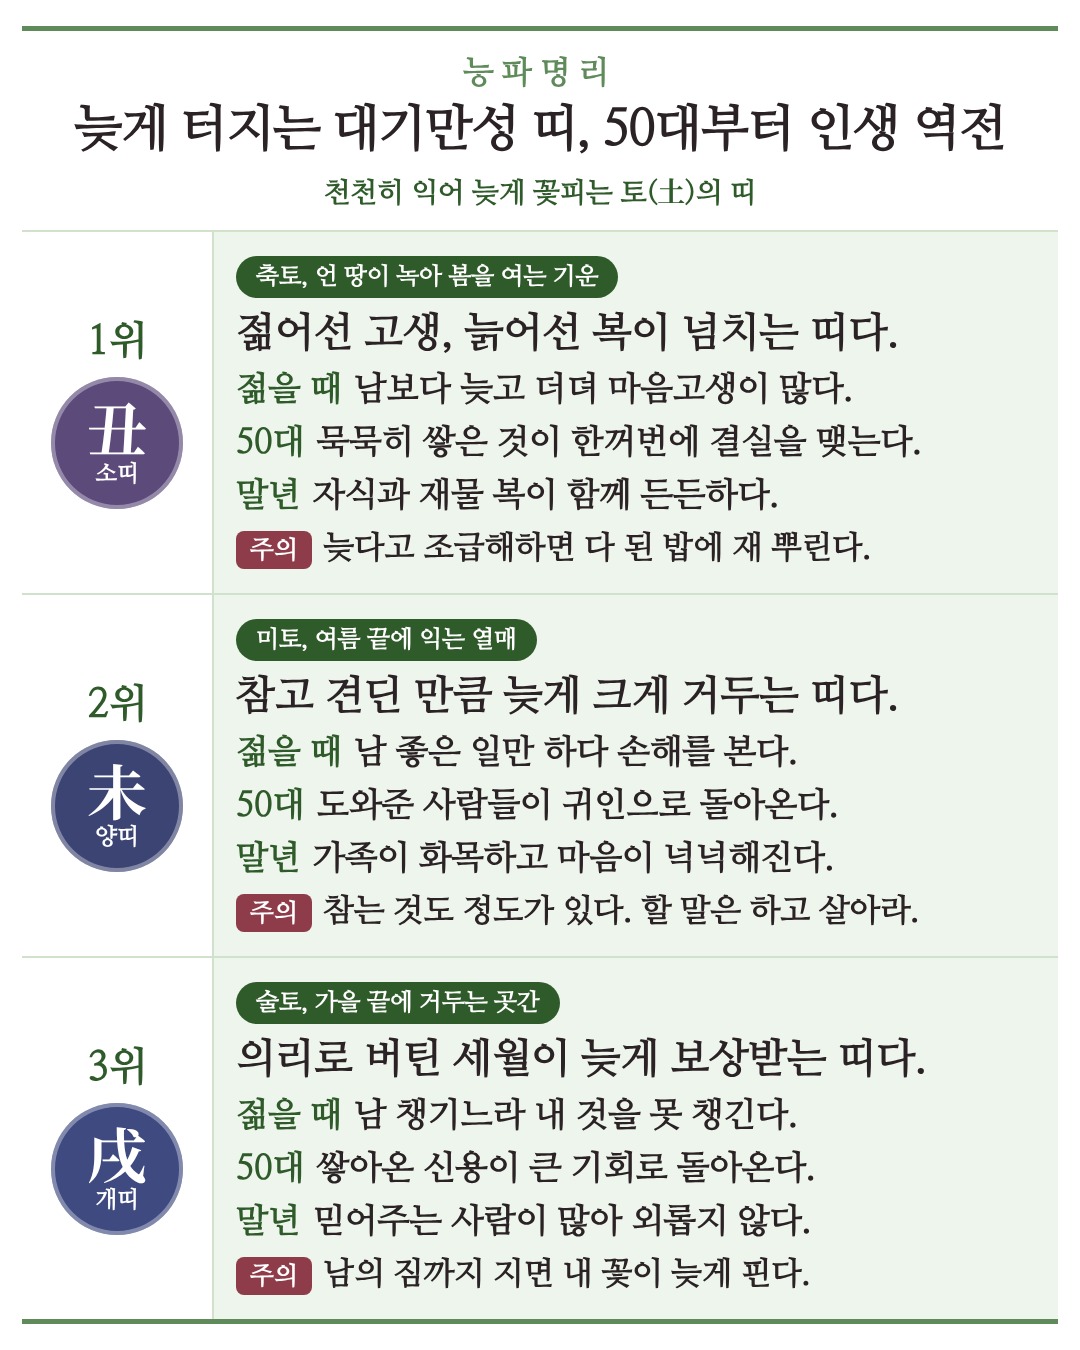 능파명리
늦게 터지는 대기만성 띠, 50대부터 인생 역전
천천히 익어 늦게 꽃피는 토(土)의 띠
1위
丑
소띠
축토, 언 땅이 녹아 봄을 여는 기운
젊어선 고생, 늙어선 복이 넘치는 띠다.
젊을 때 남보다 늦고 더뎌 마음고생이 많다.
50대 묵묵히 쌓은 것이 한꺼번에 결실을 맺는다.
말년 자식과 재물 복이 함께 든든하다.
주의 늦다고 조급해하면 다 된 밥에 재 뿌린다.
2위
未
양띠
미토, 여름 끝에 익는 열매
참고 견딘 만큼 늦게 크게 거두는 띠다.
젊을 때 남 좋은 일만 하다 손해를 본다.
50대 도와준 사람들이 귀인으로 돌아온다.
말년 가족이 화목하고 마음이 넉넉해진다.
주의 참는 것도 정도가 있다. 할 말은 하고 살아라.
3위
戌
개띠
술토, 가을 끝에 거두는 곳간
의리로 버틴 세월이 늦게 보상받는 띠다.
젊을 때 남 챙기느라 내 것을 못 챙긴다.
50대 쌓아온 신용이 큰 기회로 돌아온다.
말년 믿어주는 사람이 많아 외롭지 않다.
주의 남의 짐까지 지면 내 꽃이 늦게 핀다.